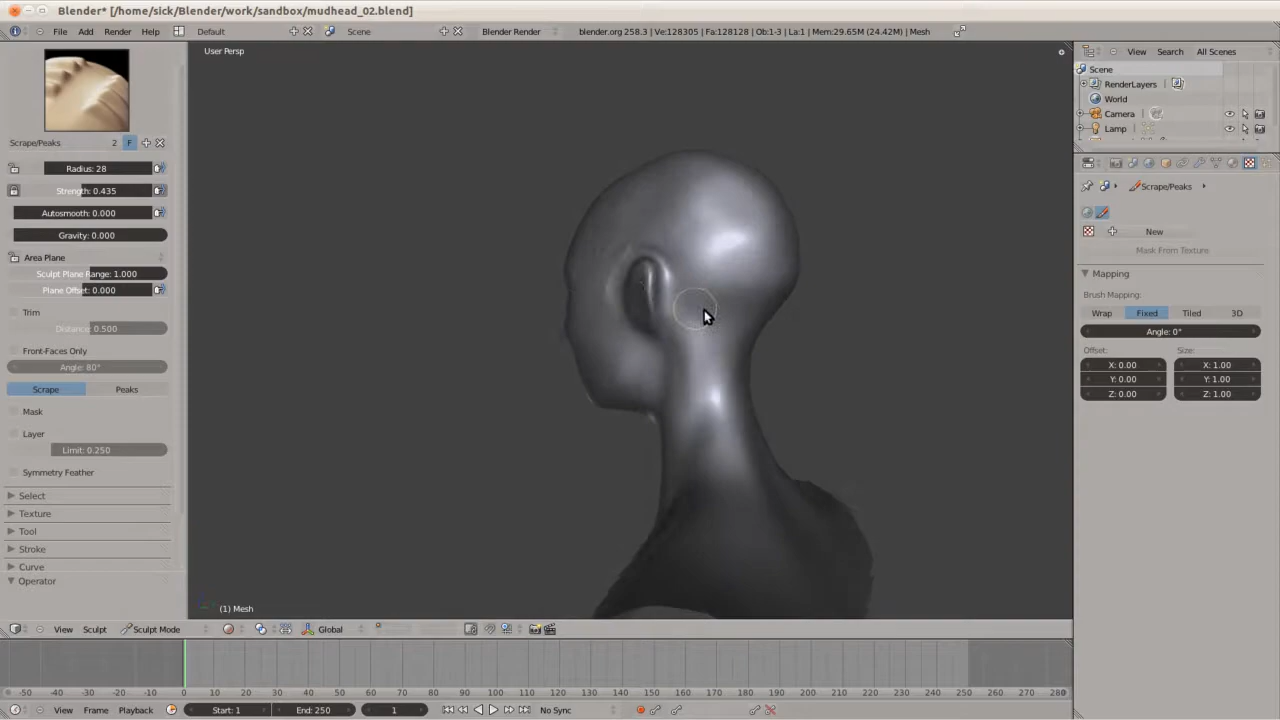 Blender* [/home/sick/Blender/work/sandbox/mudhead_02.blend]
File Add Render Help Default Scene Blender Render blender.org 258.3 | Ve:128305 | Fa:128128 | Ob:1-3 | La:1 | Mem:29.65M (24.42M) | Mesh
User Persp
View Search All Scenes
Scene
RenderLayers
World
Camera
Lamp
Scrape/Peaks 2 F
Radius: 28
Strength: 0.435
Autosmooth: 0.000
Gravity: 0.000
Area Plane
Sculpt Plane Range: 1.000
Plane Offset: 0.000
Trim
Distance: 0.500
Front-Faces Only
Angle: 80°
Scrape Peaks
Mask
Layer
Limit: 0.250
Symmetry Feather
Select
Texture
Tool
Stroke
Curve
Operator
Scrape/Peaks
New
Mask From Texture
Mapping
Brush Mapping:
Wrap Fixed Tiled 3D
Angle: 0°
Offset: Size:
X: 0.00 X: 1.00
Y: 0.00 Y: 1.00
Z: 0.00 Z: 1.00
(1) Mesh
View Sculpt Sculpt Mode Global
-50 -40 -30 -20 -10 0 10 20 30 40 50 60 70 80 90 100 110 120 130 140 150 160 170 180 190 200 210 220 230 240 250 260 270 280
View Frame Playback Start: 1 End: 250 1 No Sync